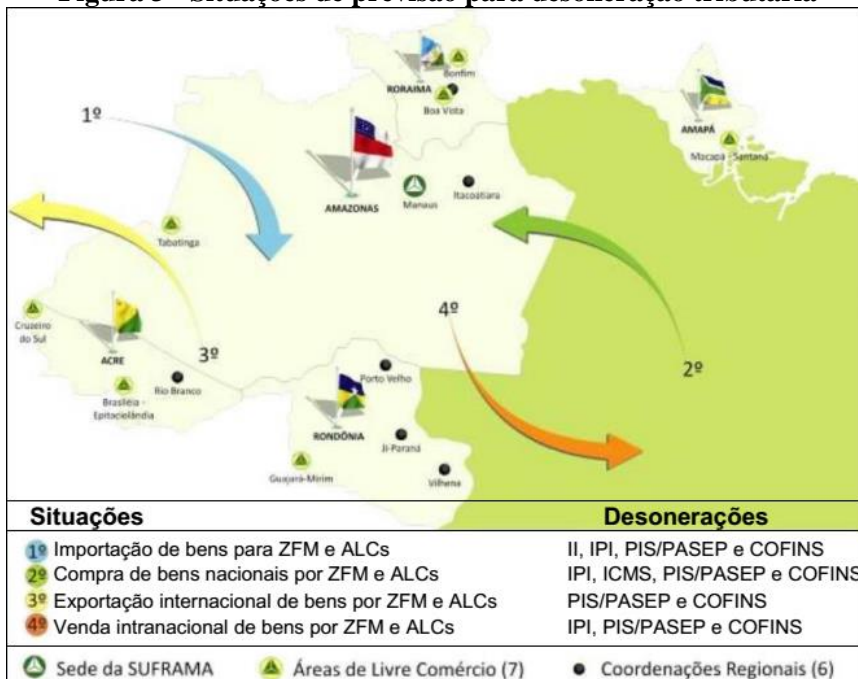 Figura 3 - Situações de previsão para desoneração tributária
1º
RORAIMA
Bonfim
Boa Vista
AMAPÁ
Macapá - Santana
AMAZONAS
Manaus
Itacoatiara
Tabatinga
Cruzeiro
do Sul
ACRE
3º
4º
2º
Brasiléia -
Epitaciolândia
Rio Branco
Porto Velho
RONDÔNIA
Ji-Paraná
Guajará-Mirim
Vilhena
Situações Desonerações
1º Importação de bens para ZFM e ALCs II, IPI, PIS/PASEP e COFINS
2º Compra de bens nacionais por ZFM e ALCs IPI, ICMS, PIS/PASEP e COFINS
3º Exportação internacional de bens por ZFM e ALCs PIS/PASEP e COFINS
4º Venda intranacional de bens por ZFM e ALCs IPI, PIS/PASEP e COFINS
Sede da SUFRAMA Áreas de Livre Comércio (7) Coordenações Regionais (6)